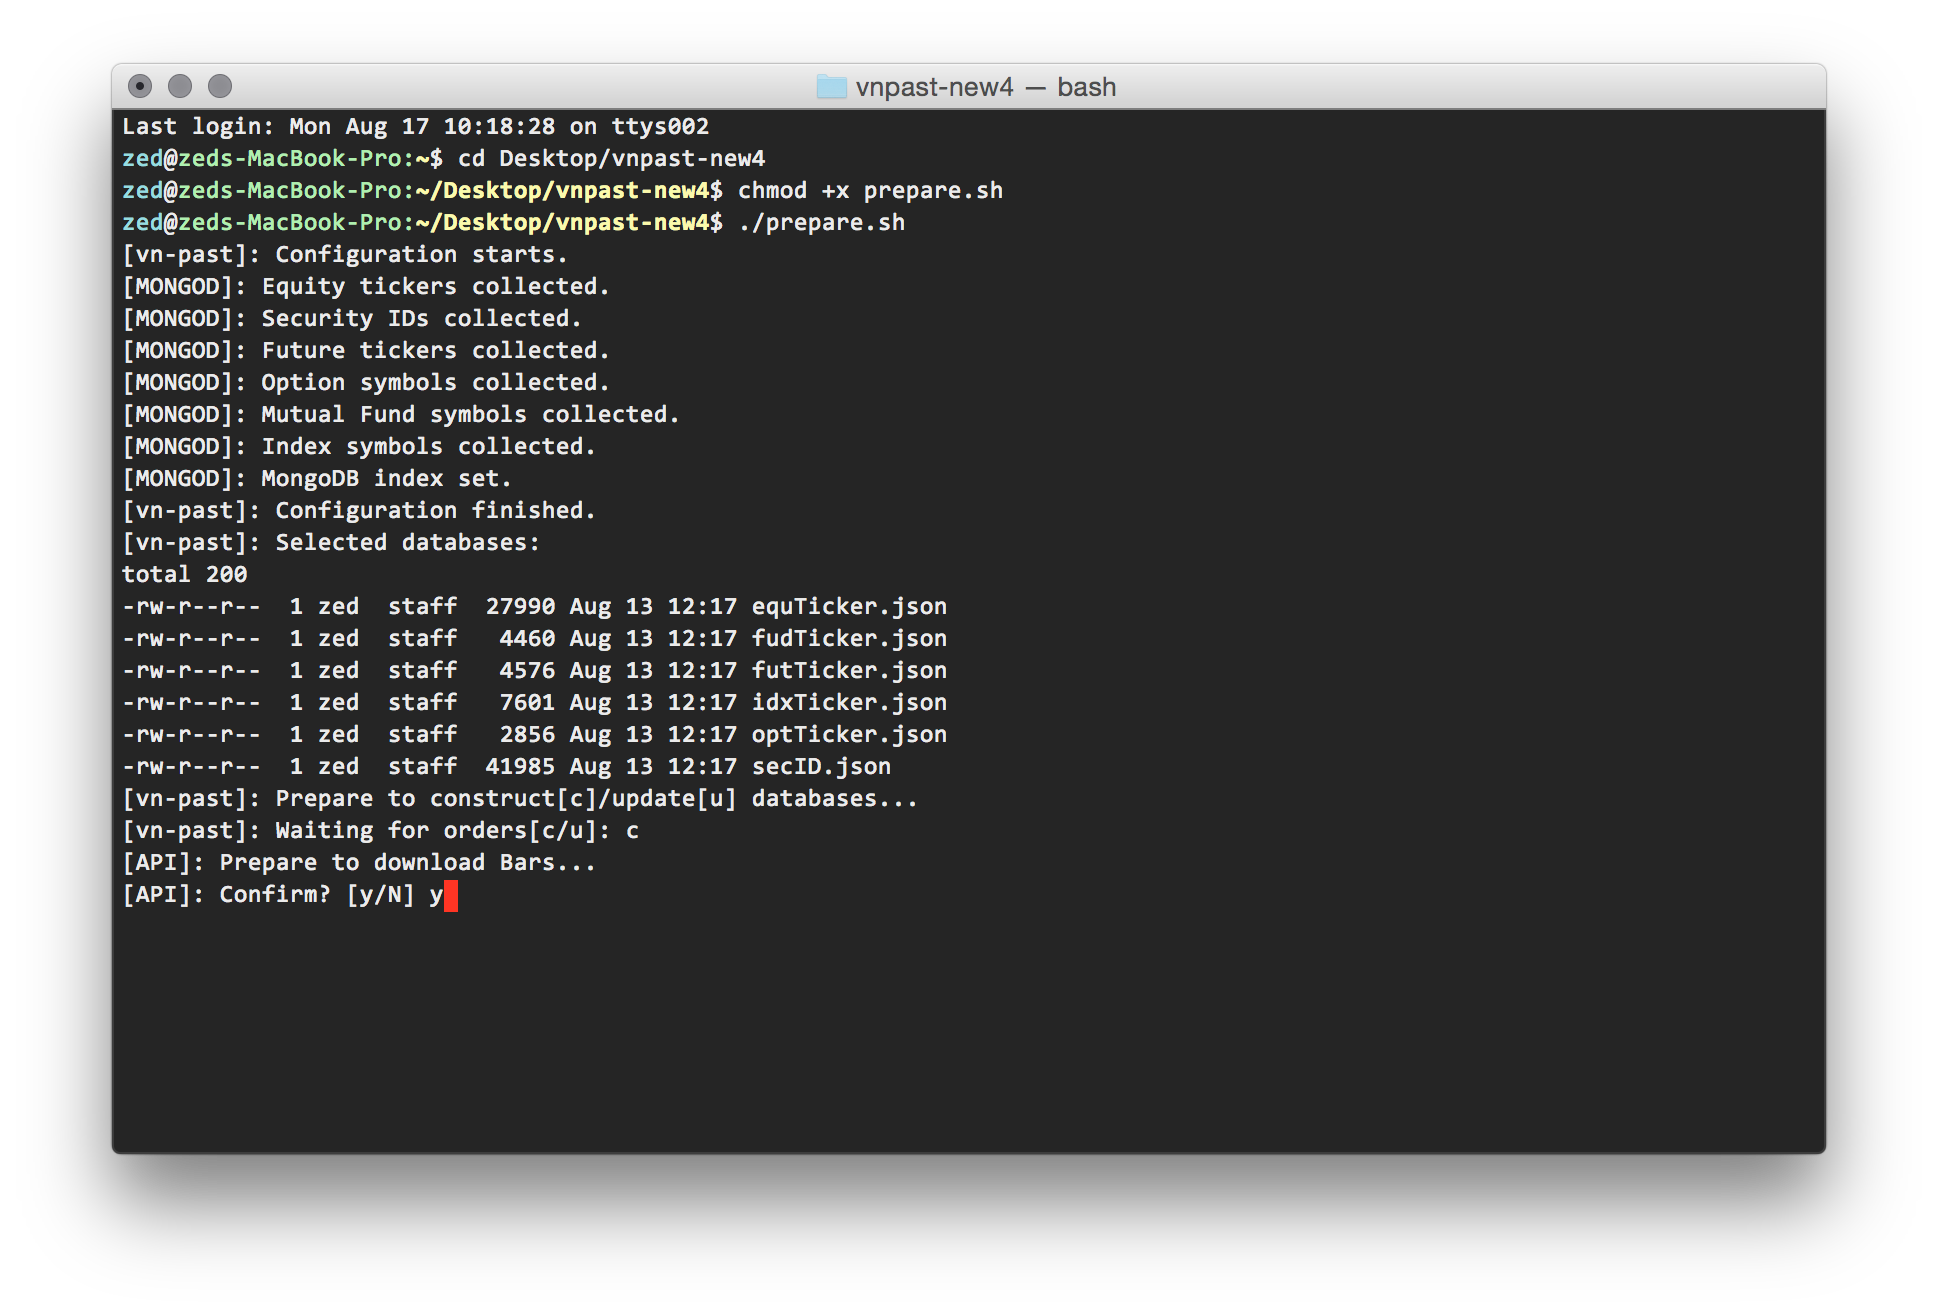 vnpast-new4 — bash
Last login: Mon Aug 17 10:18:28 on ttys002
zed@zeds-MacBook-Pro:~$ cd Desktop/vnpast-new4
zed@zeds-MacBook-Pro:~/Desktop/vnpast-new4$ chmod +x prepare.sh
zed@zeds-MacBook-Pro:~/Desktop/vnpast-new4$ ./prepare.sh
[vn-past]: Configuration starts.
[MONGOD]: Equity tickers collected.
[MONGOD]: Security IDs collected.
[MONGOD]: Future tickers collected.
[MONGOD]: Option symbols collected.
[MONGOD]: Mutual Fund symbols collected.
[MONGOD]: Index symbols collected.
[MONGOD]: MongoDB index set.
[vn-past]: Configuration finished.
[vn-past]: Selected databases:
total 200
-rw-r--r--  1 zed  staff  27990 Aug 13 12:17 equTicker.json
-rw-r--r--  1 zed  staff   4460 Aug 13 12:17 fudTicker.json
-rw-r--r--  1 zed  staff   4576 Aug 13 12:17 futTicker.json
-rw-r--r--  1 zed  staff   7601 Aug 13 12:17 idxTicker.json
-rw-r--r--  1 zed  staff   2856 Aug 13 12:17 optTicker.json
-rw-r--r--  1 zed  staff  41985 Aug 13 12:17 secID.json
[vn-past]: Prepare to construct[c]/update[u] databases...
[vn-past]: Waiting for orders[c/u]: c
[API]: Prepare to download Bars...
[API]: Confirm? [y/N] y